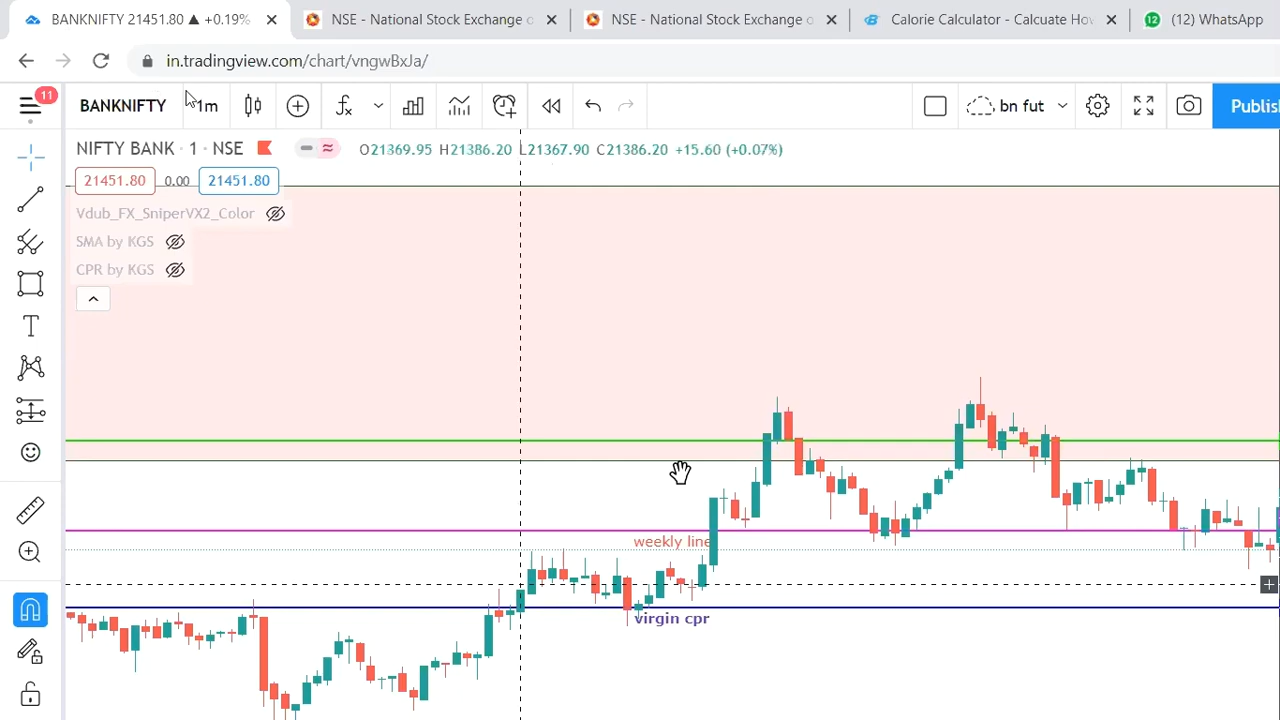 BANKNIFTY 21451.80 ▲ +0.19%
NSE - National Stock Exchange o
NSE - National Stock Exchange o
Calorie Calculator - Calcuate Ho
(12) WhatsApp
12
in.tradingview.com/chart/vngwBxJa/
11
BANKNIFTY
1m
bn fut
Publish
NIFTY BANK · 1 · NSE
O21369.95 H21386.20 L21367.90 C21386.20 +15.60 (+0.07%)
21451.80 0.00 21451.80
Vdub_FX_SniperVX2_Color
SMA by KGS
CPR by KGS
weekly line
virgin cpr